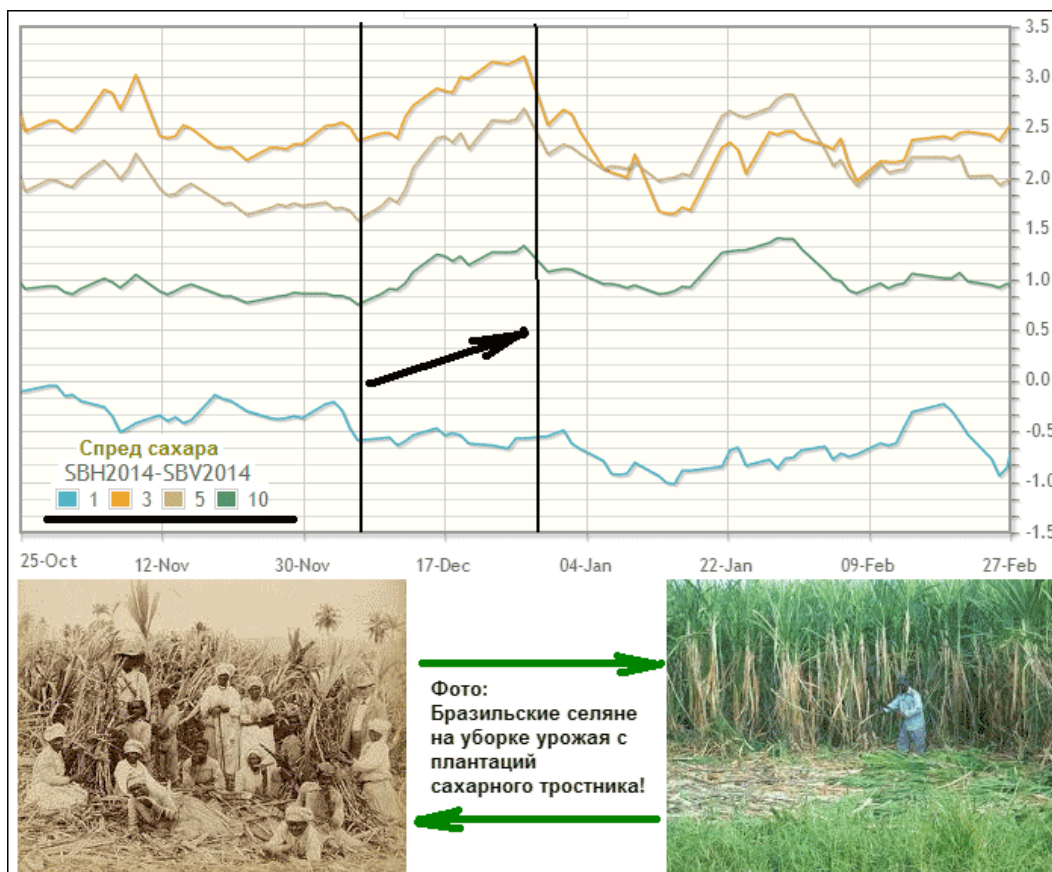 3.5
3.0
2.5
2.0
1.5
1.0
0.5
0.0
-0.5
-1.0
-1.5
Спред сахара
SBH2014-SBV2014
1 3 5 10
25-Oct 12-Nov 30-Nov 17-Dec 04-Jan 22-Jan 09-Feb 27-Feb
Фото:
Бразильские селяне
на уборке урожая с
плантаций
сахарного тростника!